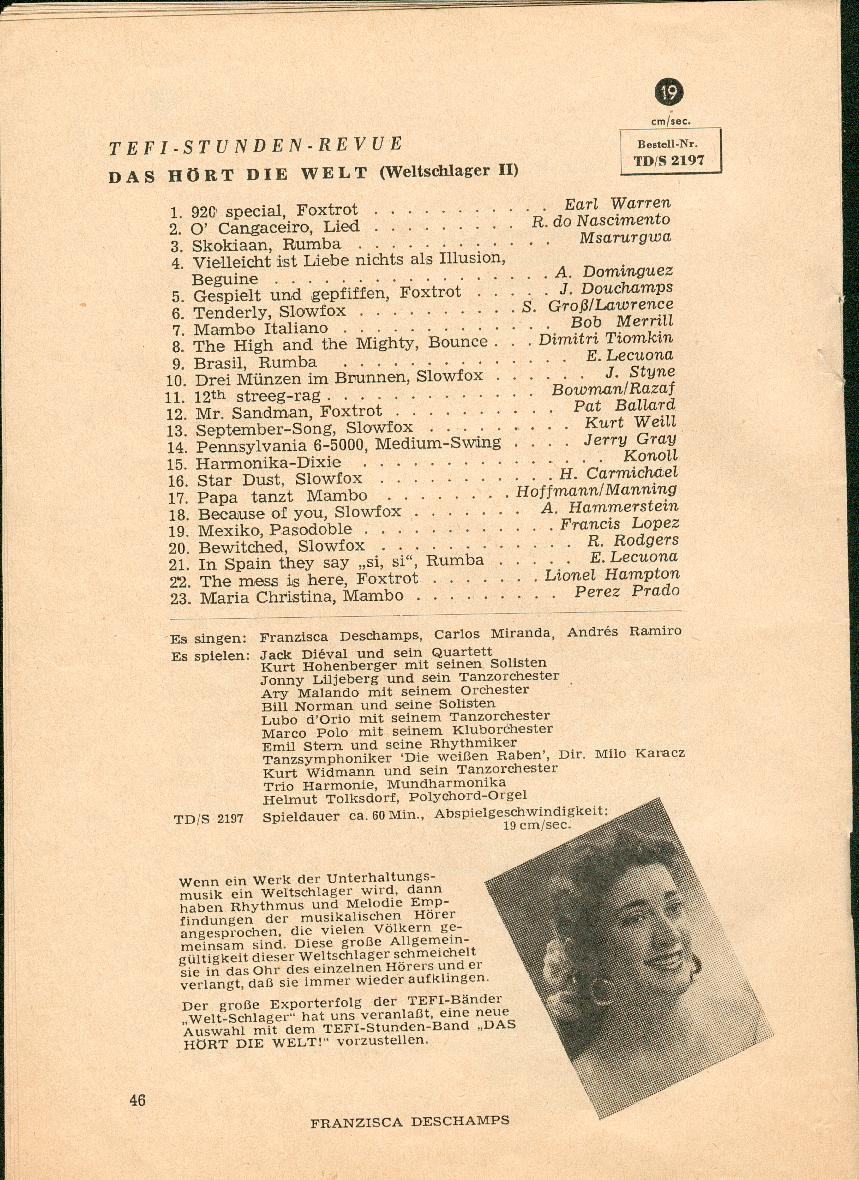 19
cm/sec.
TEFI-STUNDEN-REVUE
Bestell-Nr.
TD/S 2197
DAS HÖRT DIE WELT (Weltschlager II)
1. 920 special, Foxtrot . . . . . . . . . . . Earl Warren
2. O' Cangaceiro, Lied . . . . . . . . . R. do Nascimento
3. Skokiaan, Rumba . . . . . . . . . . . . Msarurgwa
4. Vielleicht ist Liebe nichts als Illusion,
Beguine . . . . . . . . . . . . . . . . . A. Dominguez
5. Gespielt und gepfiffen, Foxtrot . . . . . J. Douchamps
6. Tenderly, Slowfox . . . . . . . . . . S. Groß/Lawrence
7. Mambo Italiano . . . . . . . . . . . . Bob Merrill
8. The High and the Mighty, Bounce . . . Dimitri Tiomkin
9. Brasil, Rumba . . . . . . . . . . . . . E. Lecuona
10. Drei Münzen im Brunnen, Slowfox . . . . . . J. Styne
11. 12th streeg-rag . . . . . . . . . . . . . Bowman/Razaf
12. Mr. Sandman, Foxtrot . . . . . . . . . . Pat Ballard
13. September-Song, Slowfox . . . . . . . . Kurt Weill
14. Pennsylvania 6-5000, Medium-Swing . . . . Jerry Gray
15. Harmonika-Dixie . . . . . . . . . . . . . . . Konoll
16. Star Dust, Slowfox . . . . . . . . . . . H. Carmichael
17. Papa tanzt Mambo . . . . . . . . Hoffmann/Manning
18. Because of you, Slowfox . . . . . . . A. Hammerstein
19. Mexiko, Pasodoble . . . . . . . . . . . . Francis Lopez
20. Bewitched, Slowfox . . . . . . . . . . . R. Rodgers
21. In Spain they say „si, si“, Rumba . . . . . E. Lecuona
22. The mess is here, Foxtrot . . . . . . . Lionel Hampton
23. Maria Christina, Mambo . . . . . . . . . Perez Prado
Es singen: Franzisca Deschamps, Carlos Miranda, Andrés Ramiro
Es spielen: Jack Diéval und sein Quartett
Kurt Hohenberger mit seinen Solisten
Jonny Liljeberg und sein Tanzorchester
Ary Malando mit seinem Orchester
Bill Norman und seine Solisten
Lubo d'Orio mit seinem Tanzorchester
Marco Polo mit seinem Kluborchester
Emil Stern und seine Rhythmiker
Tanzsymphoniker 'Die weißen Raben', Dir. Milo Karacz
Kurt Widmann und sein Tanzorchester
Trio Harmonie, Mundharmonika
Helmut Tolksdorf, Polychord-Orgel
TD/S 2197 Spieldauer ca. 60 Min., Abspielgeschwindigkeit:
19 cm/sec.
Wenn ein Werk der Unterhaltungs-
musik ein Weltschlager wird, dann
haben Rhythmus und Melodie Emp-
findungen der musikalischen Hörer
angesprochen, die vielen Völkern ge-
meinsam sind. Diese große Allgemein-
gültigkeit dieser Weltschlager schmeichelt
sie in das Ohr des einzelnen Hörers und er
verlangt, daß sie immer wieder aufklingen.
Der große Exporterfolg der TEFI-Bänder
„Welt-Schlager“ hat uns veranlaßt, eine neue
Auswahl mit dem TEFI-Stunden-Band „DAS
HÖRT DIE WELT!“ vorzustellen.
46
FRANZISCA DESCHAMPS